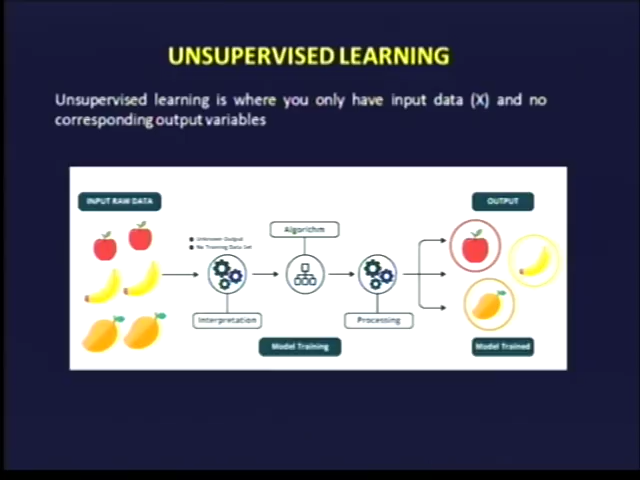 UNSUPERVISED LEARNING
Unsupervised learning is where you only have input data (X) and no
corresponding output variables
INPUT RAW DATA
OUTPUT
Unknown Output
No Training Data Set
Algorithm
Interpretation
Processing
Model Training
Model Trained